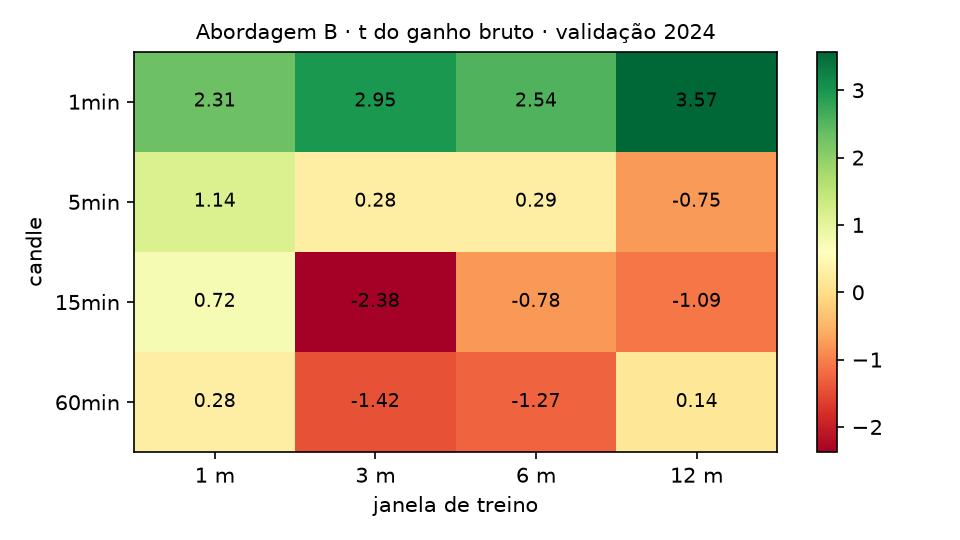 Abordagem B · t do ganho bruto · validação 2024
candle
1min 2.31 2.95 2.54 3.57
5min 1.14 0.28 0.29 -0.75
15min 0.72 -2.38 -0.78 -1.09
60min 0.28 -1.42 -1.27 0.14
1 m 3 m 6 m 12 m
janela de treino
3
2
1
0
−1
−2